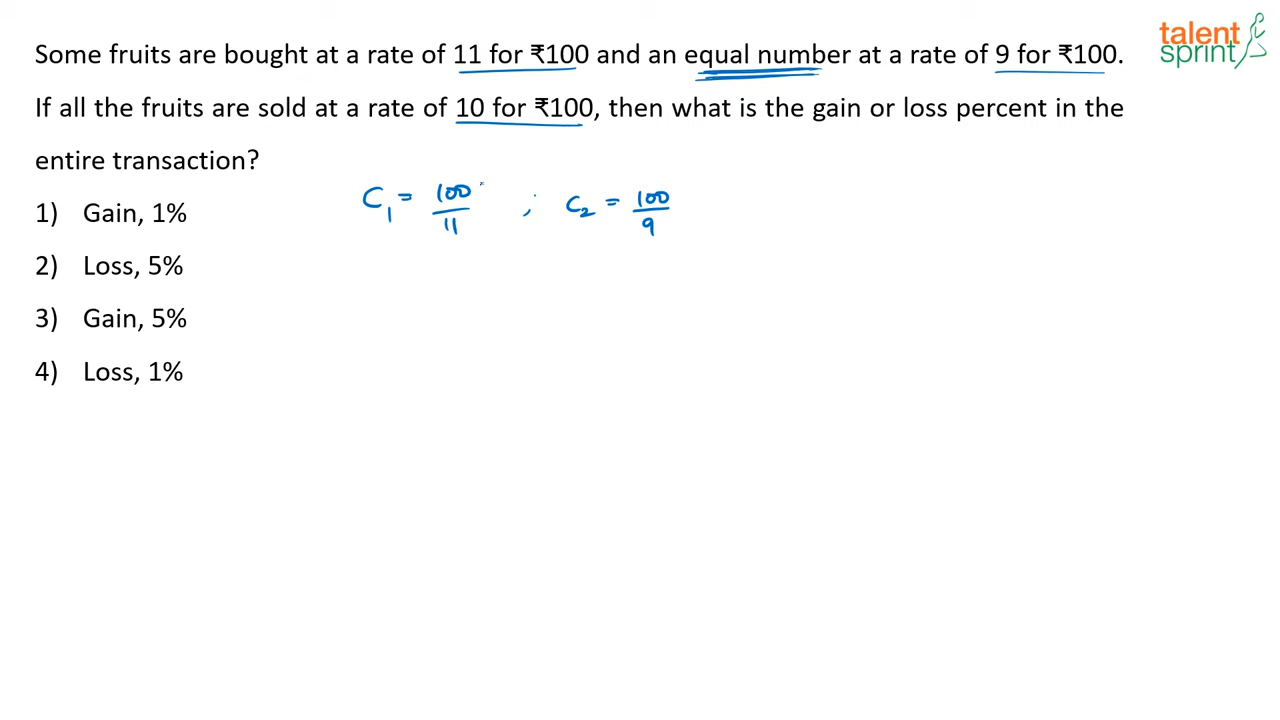 talent
sprint
Some fruits are bought at a rate of 11 for ₹100 and an equal number at a rate of 9 for ₹100.
If all the fruits are sold at a rate of 10 for ₹100, then what is the gain or loss percent in the
entire transaction?
C₁ = 100/11 ; C₂ = 100/9
1) Gain, 1%
2) Loss, 5%
3) Gain, 5%
4) Loss, 1%